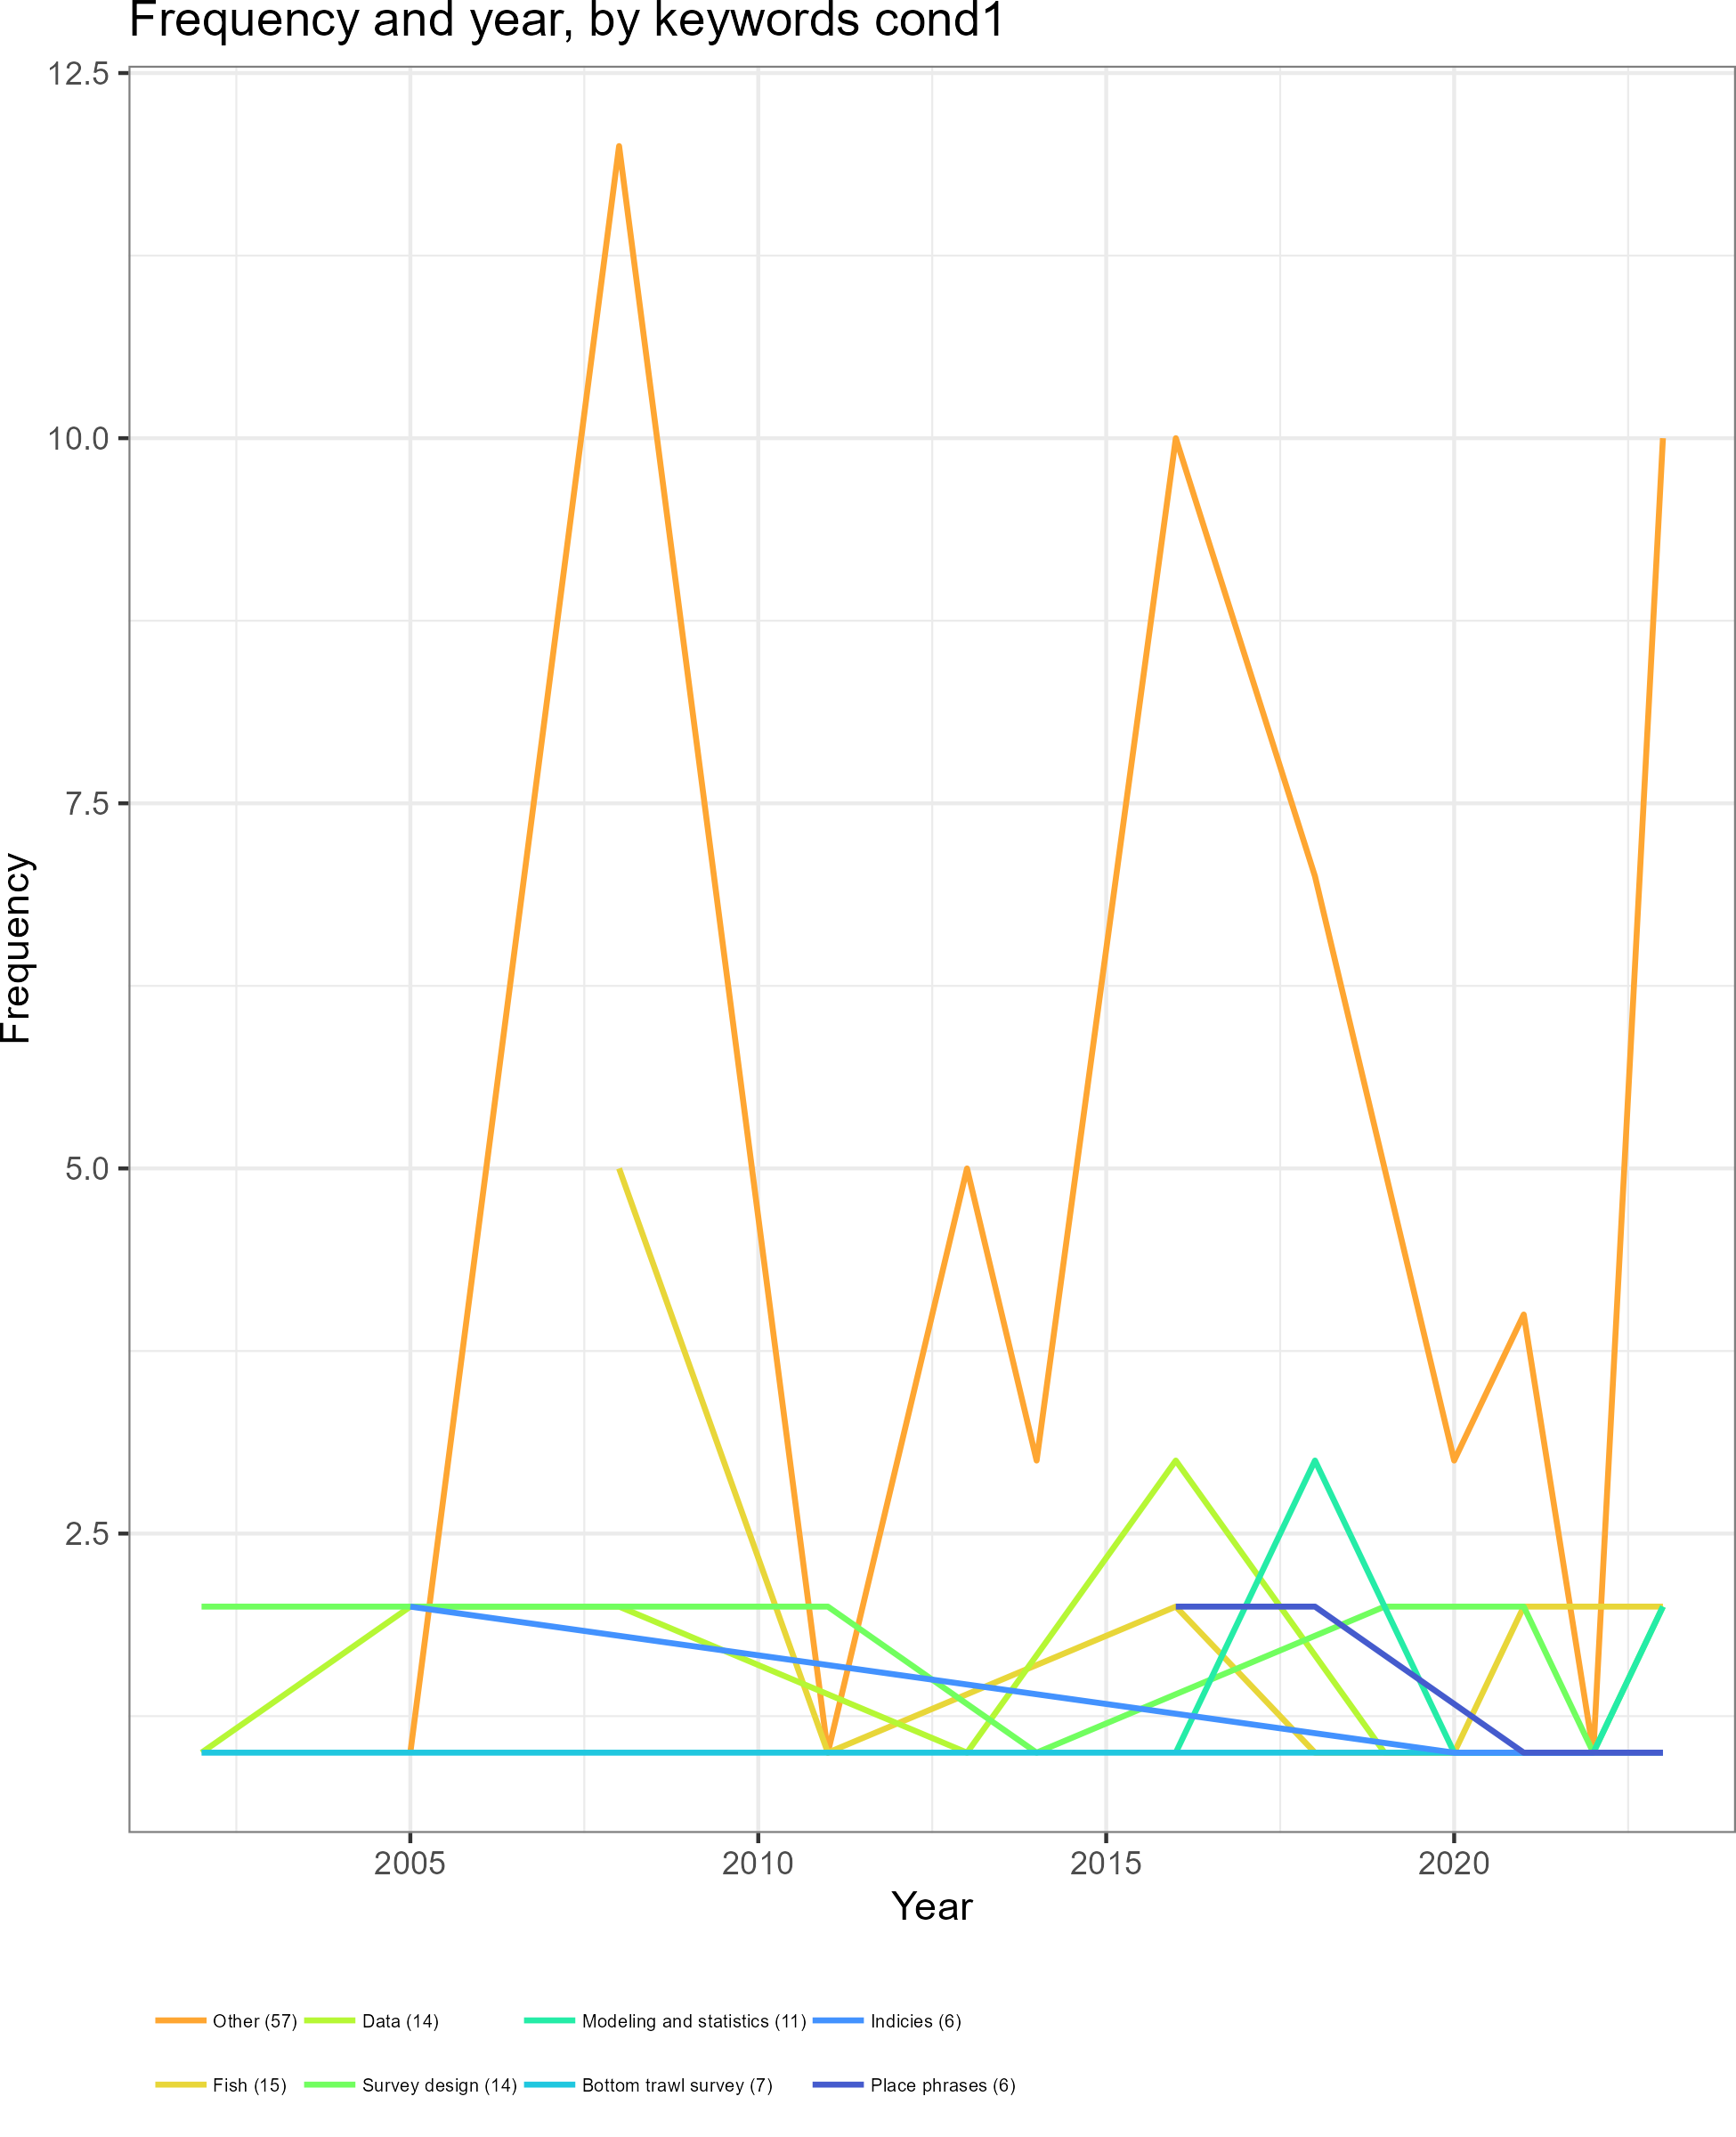 Frequency and year, by keywords cond1
12.5
10.0
7.5
5.0
2.5
Frequency
2005 2010 2015 2020
Year
Other (57) Data (14) Modeling and statistics (11) Indicies (6)
Fish (15) Survey design (14) Bottom trawl survey (7) Place phrases (6)